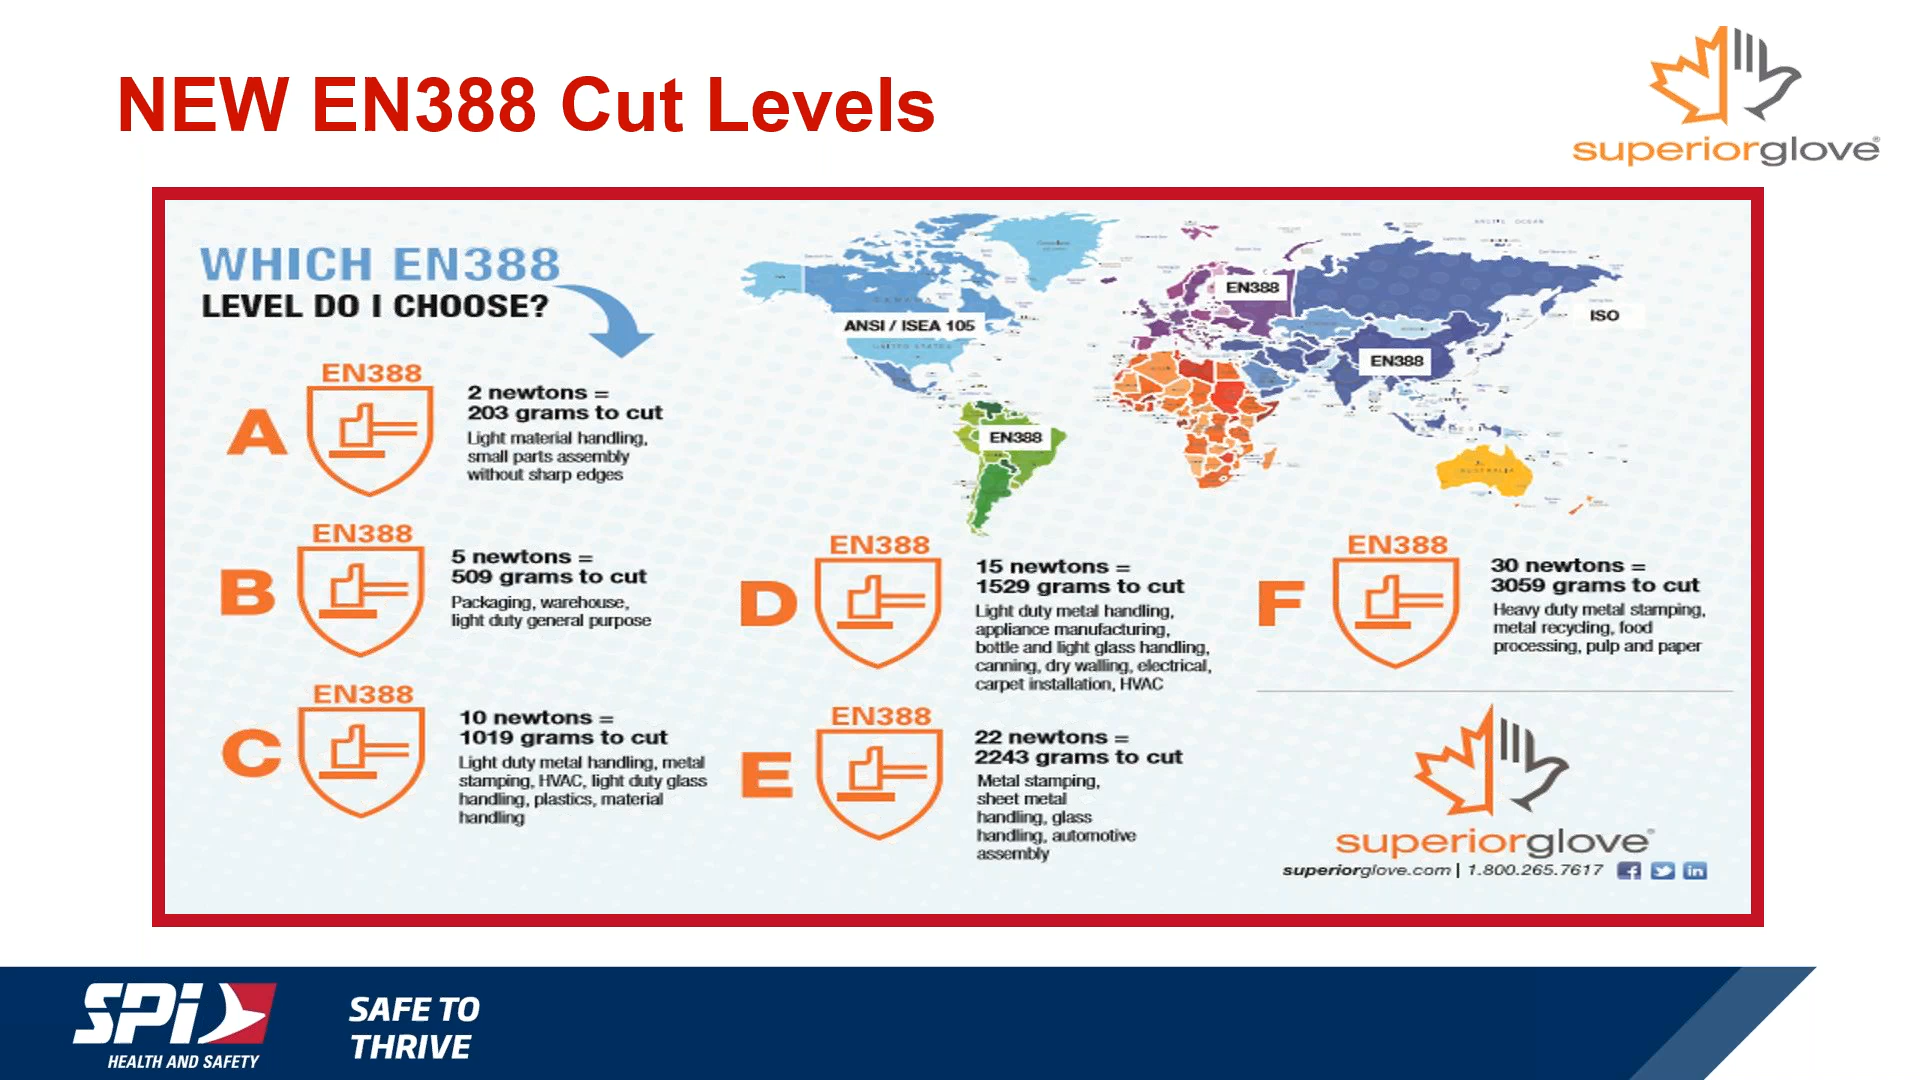 NEW EN388 Cut Levels
superiorglove®
WHICH EN388
LEVEL DO I CHOOSE?
ANSI / ISEA 105
EN388
ISO
EN388
EN388
CANADA
UNITED STATES
AUSTRALIA
ARCTIC OCEAN
A
EN388
2 newtons =
203 grams to cut
Light material handling,
small parts assembly
without sharp edges
B
EN388
5 newtons =
509 grams to cut
Packaging, warehouse,
light duty general purpose
C
EN388
10 newtons =
1019 grams to cut
Light duty metal handling, metal
stamping, HVAC, light duty glass
handling, plastics, material
handling
D
EN388
15 newtons =
1529 grams to cut
Light duty metal handling,
appliance manufacturing,
bottle and light glass handling,
canning, dry walling, electrical,
carpet installation, HVAC
E
EN388
22 newtons =
2243 grams to cut
Metal stamping,
sheet metal
handling, glass
handling, automotive
assembly
F
EN388
30 newtons =
3059 grams to cut
Heavy duty metal stamping,
metal recycling, food
processing, pulp and paper
superiorglove®
superiorglove.com | 1.800.265.7617
SPi
HEALTH AND SAFETY
SAFE TO
THRIVE